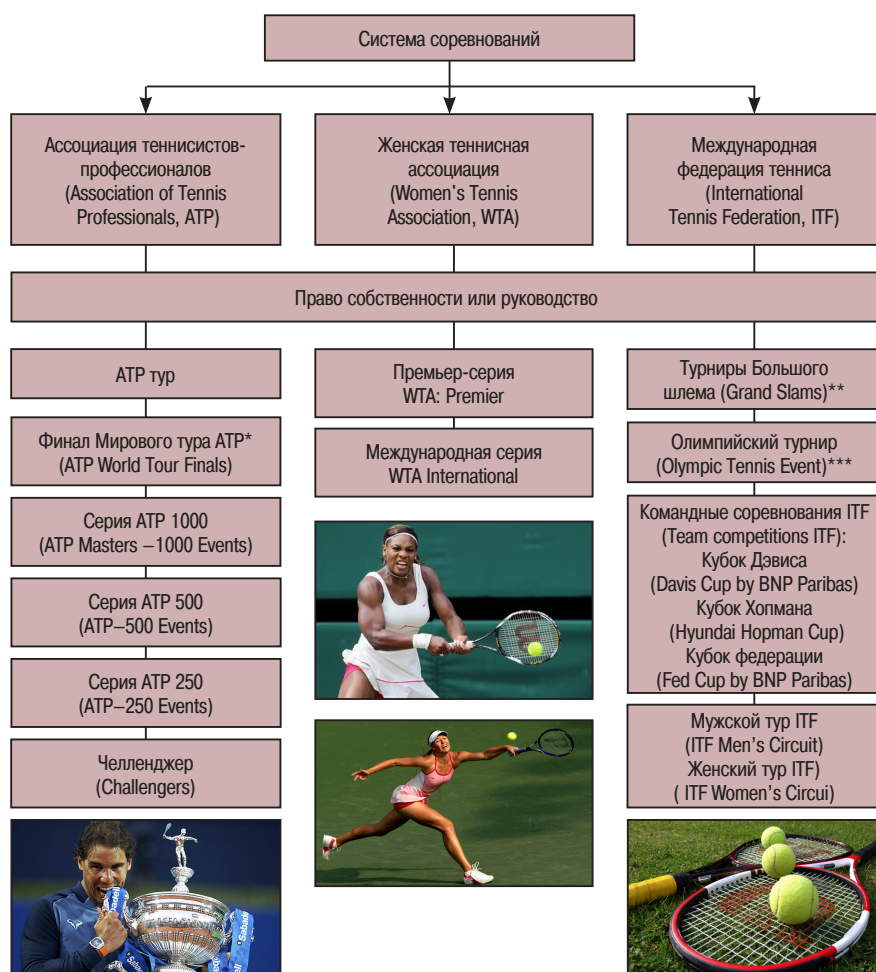 Система соревнований
Ассоциация теннисистов-
профессионалов
(Association of Tennis
Professionals, ATP)
Женская теннисная
ассоциация
(Women's Tennis
Association, WTA)
Международная
федерация тенниса
(International
Tennis Federation, ITF)
Право собственности или руководство
ATP тур
Финал Мирового тура ATP*
(ATP World Tour Finals)
Серия ATP 1000
(ATP Masters –1000 Events)
Серия ATP 500
(ATP–500 Events)
Серия ATP 250
(ATP–250 Events)
Челленджер
(Challengers)
Премьер-серия
WTA: Premier
Международная серия
WTA International
Турниры Большого
шлема (Grand Slams)**
Олимпийский турнир
(Olympic Tennis Event)***
Командные соревнования ITF
(Team competitions ITF):
Кубок Дэвиса
(Davis Cup by BNP Paribas)
Кубок Хопмана
(Hyundai Hopman Cup)
Кубок федерации
(Fed Cup by BNP Paribas)
Мужской тур ITF
(ITF Men’s Circuit)
Женский тур ITF)
( ITF Women’s Circui)
Sabadell